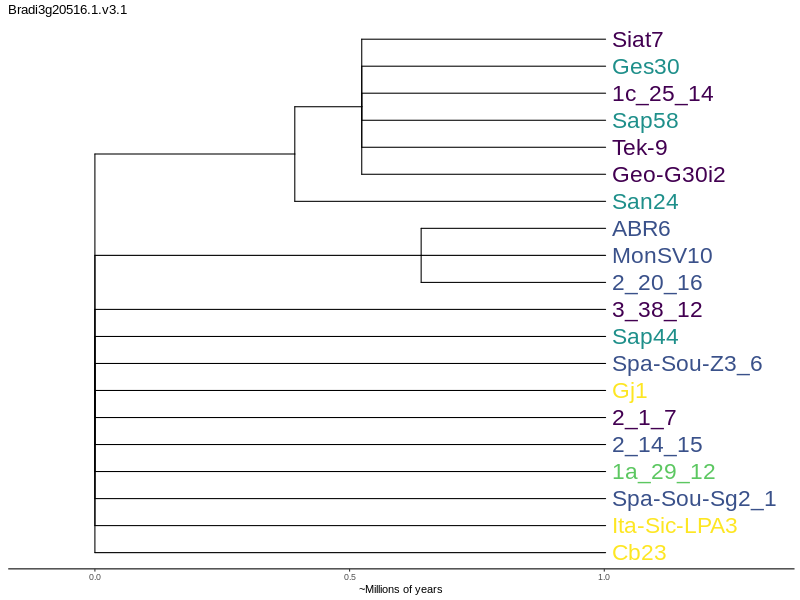 Bradi3g20516.1.v3.1
Siat7
Ges30
1c_25_14
Sap58
Tek-9
Geo-G30i2
San24
ABR6
MonSV10
2_20_16
3_38_12
Sap44
Spa-Sou-Z3_6
Gj1
2_1_7
2_14_15
1a_29_12
Spa-Sou-Sg2_1
Ita-Sic-LPA3
Cb23
0.0 0.5 1.0
~Millions of years